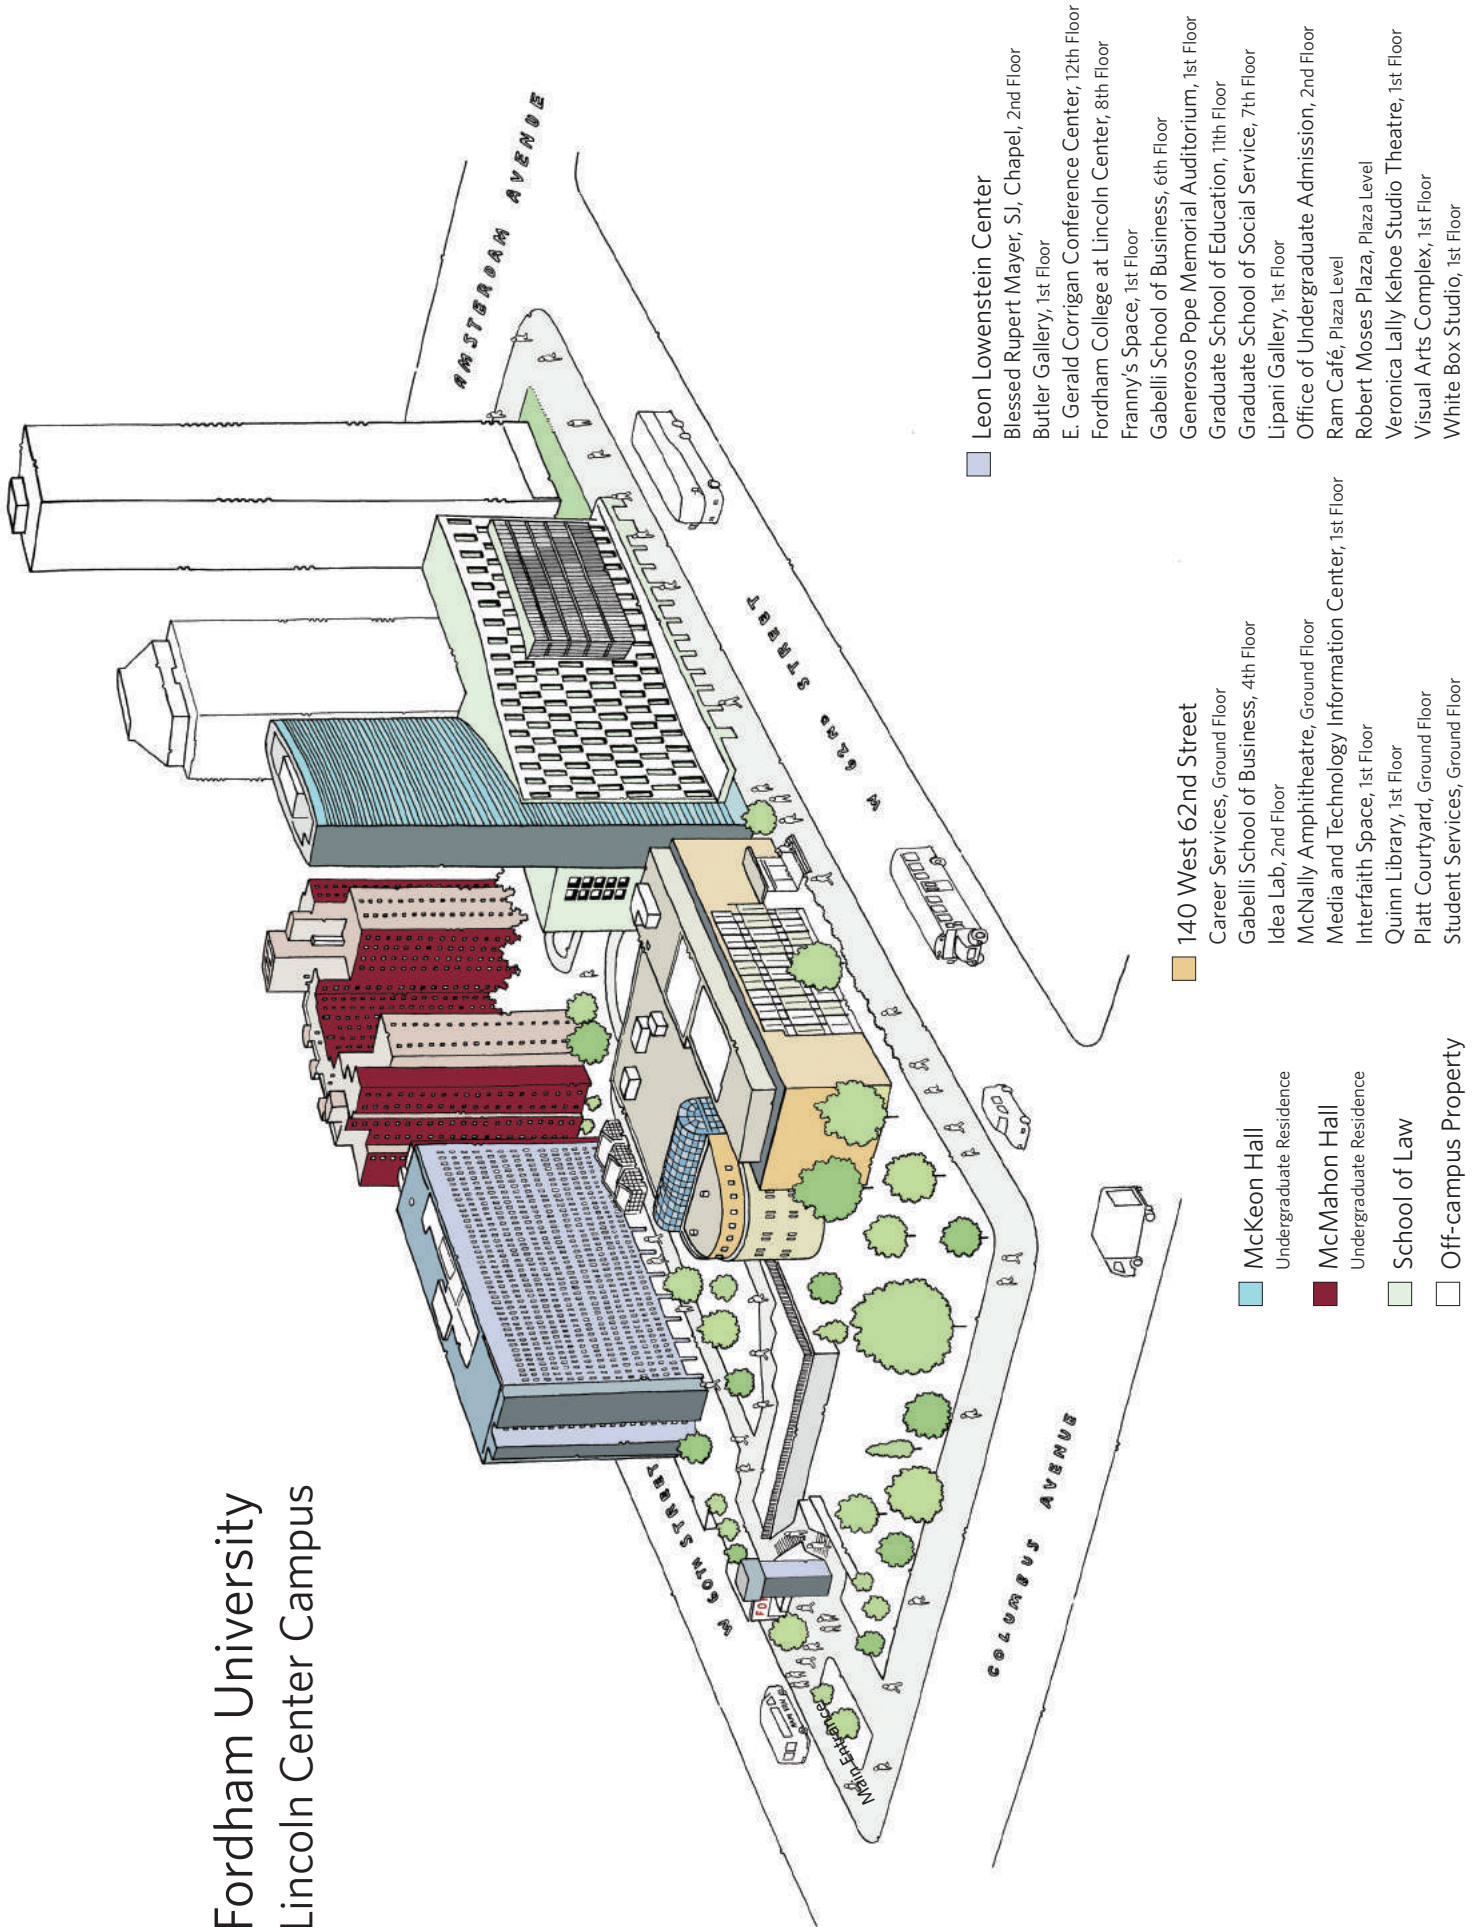 Fordham University
Lincoln Center Campus
AMSTERDAM AVENUE
W 62ND STREET
W 60TH STREET
COLUMBUS AVENUE
Main Entrance
FO
RAM VAN
McKeon Hall
Undergraduate Residence
McMahon Hall
Undergraduate Residence
School of Law
Off-campus Property
140 West 62nd Street
Career Services, Ground Floor
Gabelli School of Business, 4th Floor
Idea Lab, 2nd Floor
McNally Amphitheatre, Ground Floor
Media and Technology Information Center, 1st Floor
Interfaith Space, 1st Floor
Quinn Library, 1st Floor
Platt Courtyard, Ground Floor
Student Services, Ground Floor
Leon Lowenstein Center
Blessed Rupert Mayer, SJ, Chapel, 2nd Floor
Butler Gallery, 1st Floor
E. Gerald Corrigan Conference Center, 12th Floor
Fordham College at Lincoln Center, 8th Floor
Franny's Space, 1st Floor
Gabelli School of Business, 6th Floor
Generoso Pope Memorial Auditorium, 1st Floor
Graduate School of Education, 11th Floor
Graduate School of Social Service, 7th Floor
Lipani Gallery, 1st Floor
Office of Undergraduate Admission, 2nd Floor
Ram Café, Plaza Level
Robert Moses Plaza, Plaza Level
Veronica Lally Kehoe Studio Theatre, 1st Floor
Visual Arts Complex, 1st Floor
White Box Studio, 1st Floor